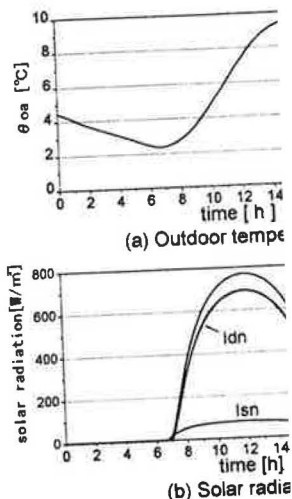 θoa [℃]
10
8
6
4
2
0
0 2 4 6 8 10 12 14
time [h]
(a) Outdoor tempe
solar radiation[W/m²]
800
600
400
200
0
Idn
Isn
0 2 4 6 8 10 12 14
time [h]
(b) Solar radia